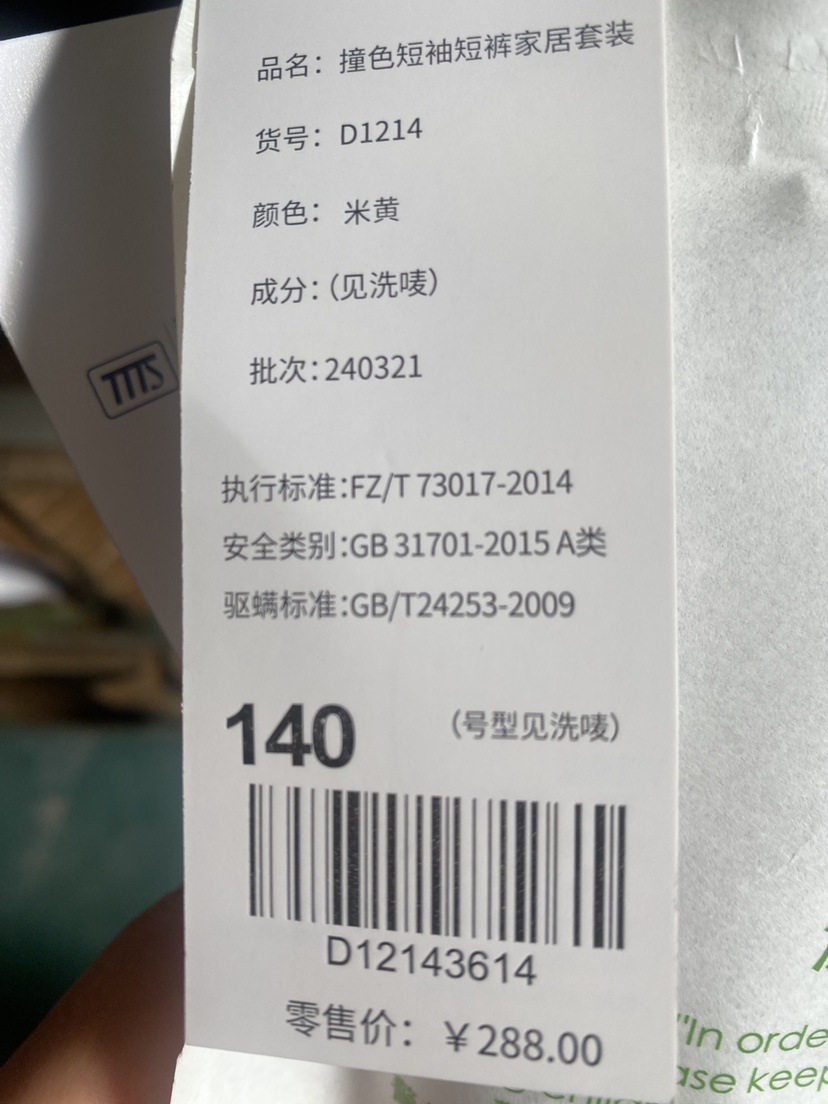 品名：撞色短袖短裤家居套装
货号：D1214
颜色： 米黄
成分：（见洗唛）
批次：240321
TTTS
执行标准：FZ/T 73017-2014
安全类别：GB 31701-2015 A类
驱螨标准：GB/T24253-2009
140 （号型见洗唛）
D12143614
零售价：￥288.00
"In orde
ase keep